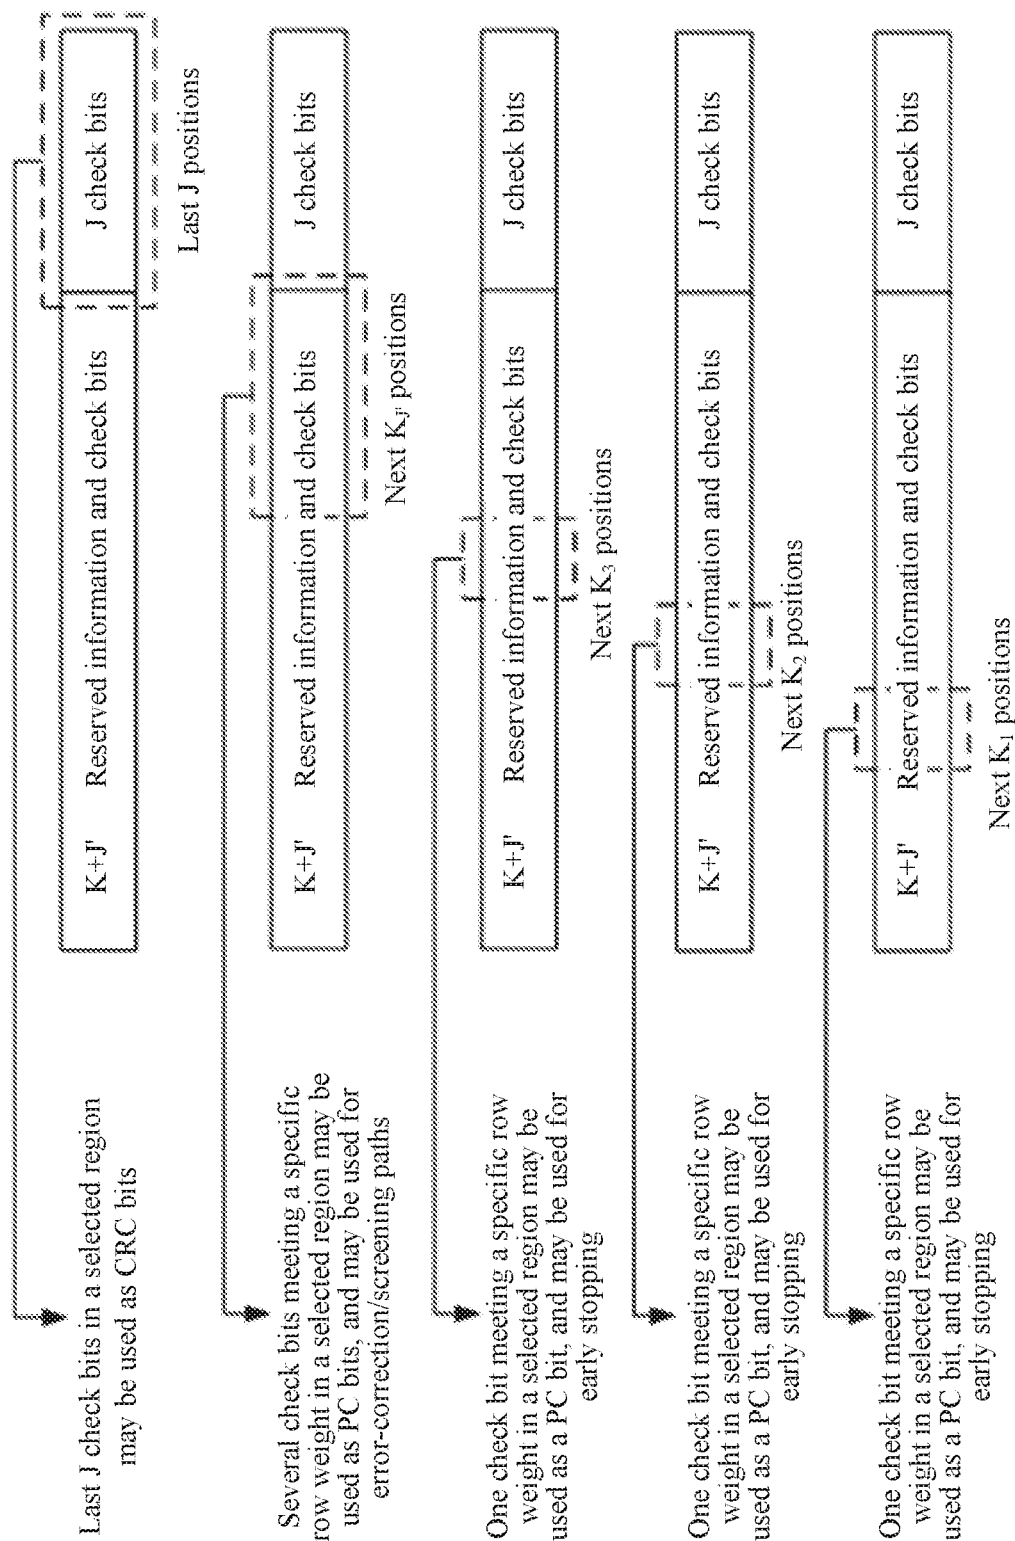 Last J check bits in a selected region
may be used as CRC bits
K+J'
Reserved information and check bits
J check bits
Last J positions
Several check bits meeting a specific
row weight in a selected region may be
used as PC bits, and may be used for
error-correction/screening paths
K+J'
Reserved information and check bits
J check bits
Next K_J' positions
One check bit meeting a specific row
weight in a selected region may be
used as a PC bit, and may be used for
early stopping
K+J'
Reserved information and check bits
J check bits
Next K₃ positions
One check bit meeting a specific row
weight in a selected region may be
used as a PC bit, and may be used for
early stopping
K+J'
Reserved information and check bits
J check bits
Next K₂ positions
One check bit meeting a specific row
weight in a selected region may be
used as a PC bit, and may be used for
early stopping
K+J'
Reserved information and check bits
J check bits
Next K₁ positions